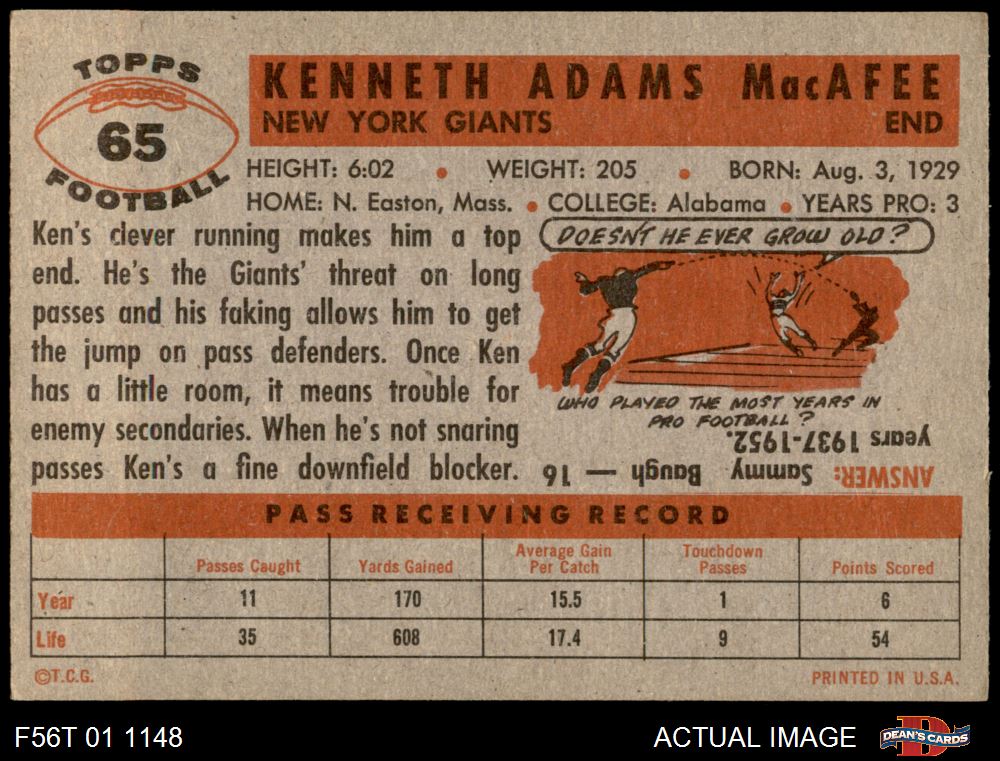 TOPPS
65
FOOTBALL
KENNETH ADAMS MacAFEE
NEW YORK GIANTS END
HEIGHT: 6:02 • WEIGHT: 205 • BORN: Aug. 3, 1929
HOME: N. Easton, Mass. • COLLEGE: Alabama • YEARS PRO: 3
Ken's clever running makes him a top
end. He's the Giants' threat on long
passes and his faking allows him to get
the jump on pass defenders. Once Ken
has a little room, it means trouble for
enemy secondaries. When he's not snaring
passes Ken's a fine downfield blocker.
DOESN'T HE EVER GROW OLD?
WHO PLAYED THE MOST YEARS IN
PRO FOOTBALL?
ANSWER: Sammy Baugh — 16
years 1937-1952.
PASS RECEIVING RECORD
Passes Caught Yards Gained Average Gain Per Catch Touchdown Passes Points Scored
Year 11 170 15.5 1 6
Life 35 608 17.4 9 54
©T.C.G. PRINTED IN U.S.A.
F56T 01 1148 ACTUAL IMAGE DEAN'S CARDS